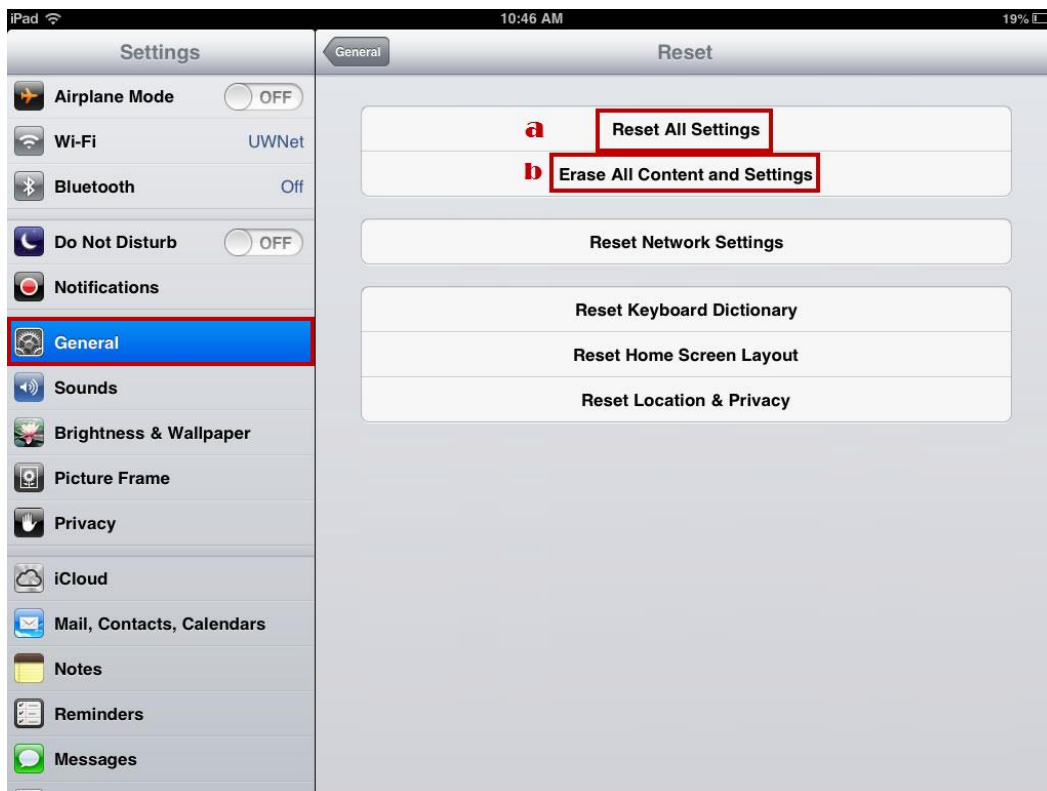 iPad 10:46 AM 19%
Settings
General Reset
Airplane Mode OFF
Wi-Fi UWNet
Bluetooth Off
Do Not Disturb OFF
Notifications
General
Sounds
Brightness & Wallpaper
Picture Frame
Privacy
iCloud
Mail, Contacts, Calendars
Notes
Reminders
Messages
a Reset All Settings
b Erase All Content and Settings
Reset Network Settings
Reset Keyboard Dictionary
Reset Home Screen Layout
Reset Location & Privacy